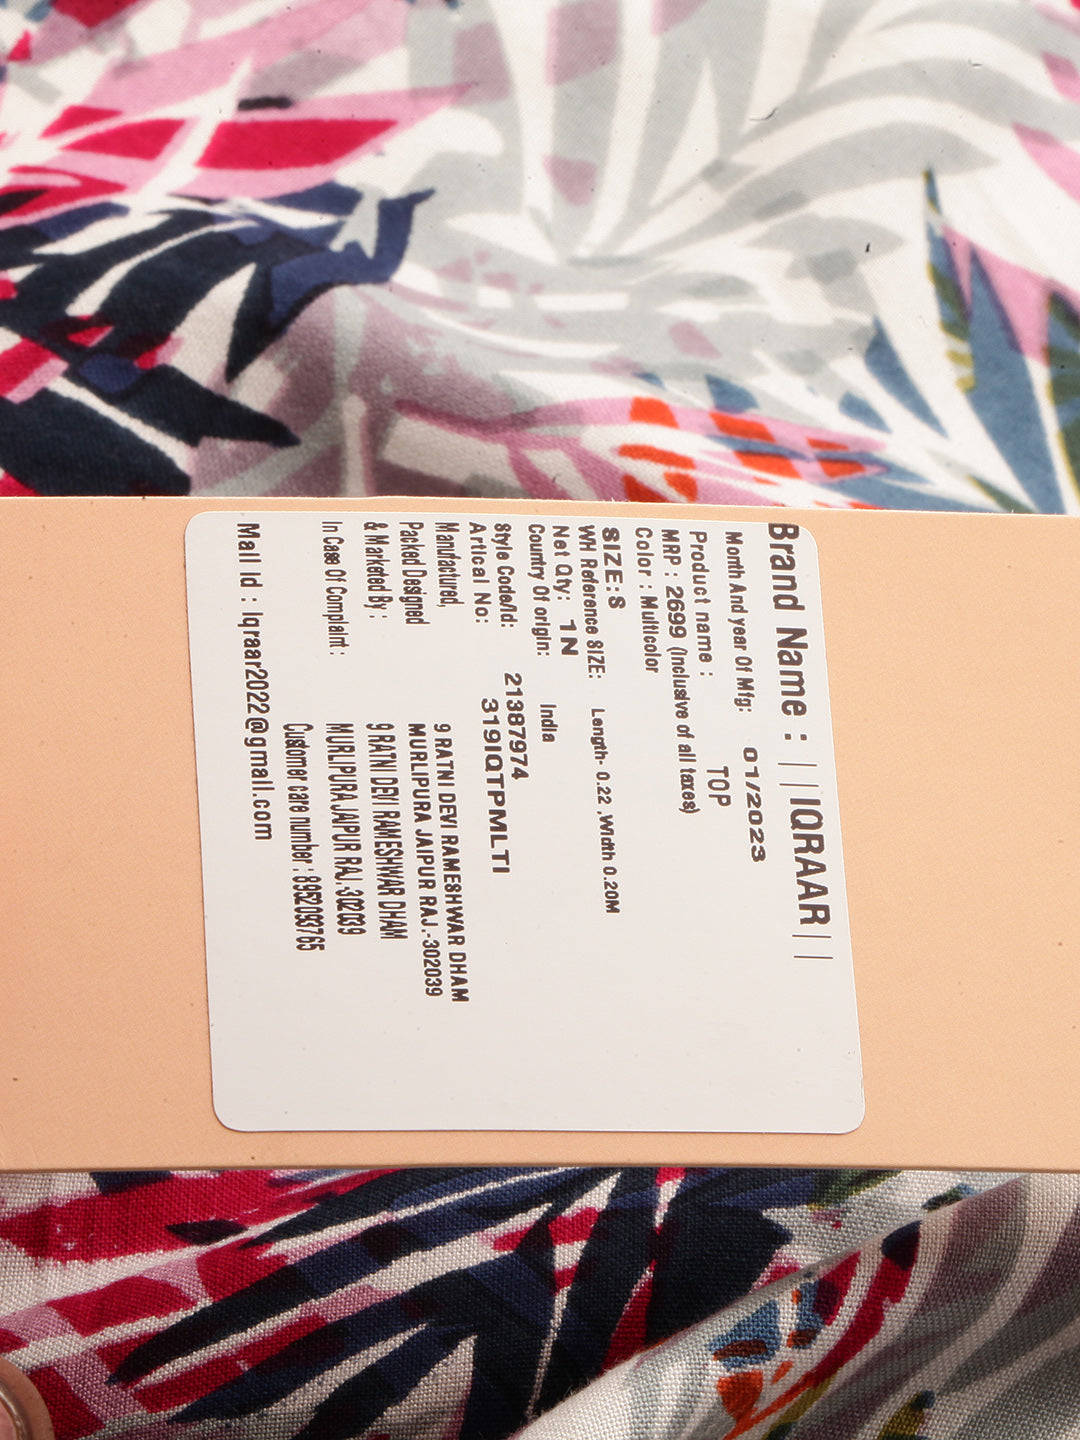 Brand Name : ||IQRAAR||
Month And year Of Mfg: 01/2023
Product name : TOP
MRP : 2699 (Inclusive of all taxes)
Color : Multicolor
SIZE:S
WH Reference SIZE: Length- 0.22 ,Width 0.20M
Net Qty: 1N
Country Of origin: India
Style Code/Id: 21387974
Artical No: 319IQTPMLTI
Manufactured, 9 RATNI DEVI RAMESHWAR DHAM
Packed Designed MURLIPURA JAIPUR RAJ.-302039
& Marketed By : 9 RATNI DEVI RAMESHWAR DHAM
MURLIPURA JAIPUR RAJ. 302039
In Case Of Complaint : Customer care number : 8952093765
Mail id : Iqraar2022@gmail.com